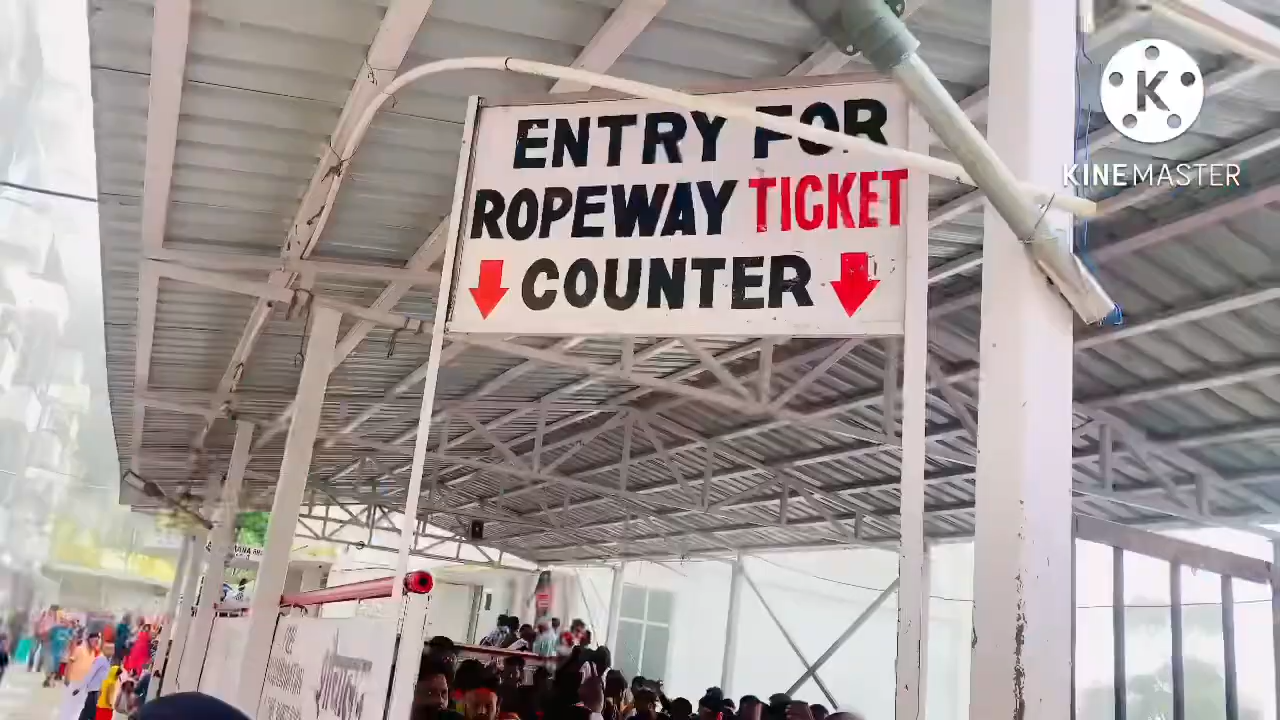 ENTRY FOR
ROPEWAY TICKET
COUNTER
K
KINEMASTER